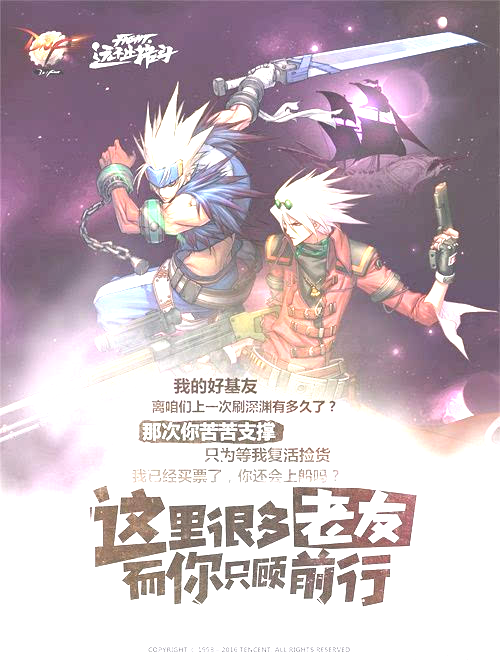 DNF
FIGHT
我的好基友
离咱们上一次刷深渊有多久了？
那次你苦苦支撑
只为等我复活捡货
我已经买票了，你还会上船吗？
这里很多老友
而你只顾前行
COPYRIGHT © 1998 - 2016 TENCENT. ALL RIGHTS RESERVED